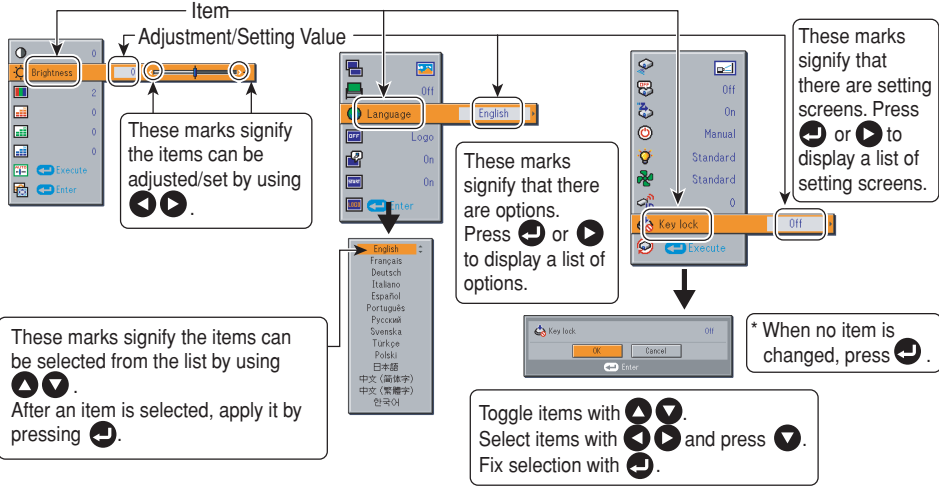 Item
Adjustment/Setting Value
0
Brightness 0
2
0
0
0
Execute
Enter
These marks signify
the items can be
adjusted/set by using
.
Off
Language English
OFF Logo
On
On
Enter
English
Français
Deutsch
Italiano
Español
Português
Русский
Svenska
Türkçe
Polski
日本語
中文 (简体字)
中文 (繁體字)
한국어
These marks
signify that there
are options.
Press or
to display a list of
options.
Off
On
Manual
Standard
Standard
0
Key lock Off
Execute
These marks
signify that
there are setting
screens. Press
or to
display a list of
setting screens.
Key lock Off
OK Cancel
Enter
* When no item is
changed, press .
These marks signify the items can
be selected from the list by using
.
After an item is selected, apply it by
pressing .
Toggle items with .
Select items with and press .
Fix selection with .